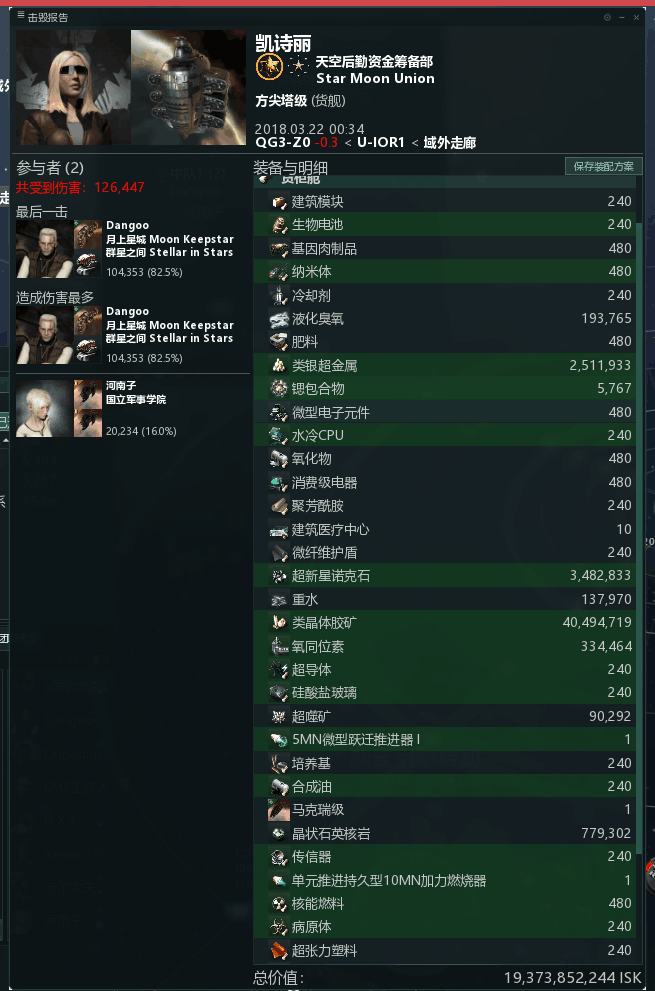 击毁报告
凯诗丽
天空后勤资金筹备部
Star Moon Union
方尖塔级 (货舰)
2018.03.22 00:34
QG3-Z0 -0.3 < U-IOR1 < 域外走廊
参与者 (2)
共受到伤害：126,447
最后一击
Dangoo
月上星城 Moon Keepstar
群星之间 Stellar in Stars
104,353 (82.5%)
造成伤害最多
Dangoo
月上星城 Moon Keepstar
群星之间 Stellar in Stars
104,353 (82.5%)
河南子
国立军事学院
20,234 (16.0%)
装备与明细
保存装配方案
货柜舱
建筑模块 240
生物电池 240
基因肉制品 480
纳米体 480
冷却剂 240
液化臭氧 193,765
肥料 480
类银超金属 2,511,933
锶包合物 5,767
微型电子元件 480
水冷CPU 240
氧化物 480
消费级电器 480
聚芳酰胺 240
建筑医疗中心 10
微纤维护盾 240
超新星诺克石 3,482,833
重水 137,970
类晶体胶矿 40,494,719
氧同位素 334,464
超导体 240
硅酸盐玻璃 240
超噬矿 90,292
5MN微型跃迁推进器 I 1
培养基 240
合成油 240
马克瑞级 1
晶状石英核岩 779,302
传信器 240
单元推进持久型10MN加力燃烧器 1
核能燃料 480
病原体 240
超张力塑料 240
总价值： 19,373,852,244 ISK